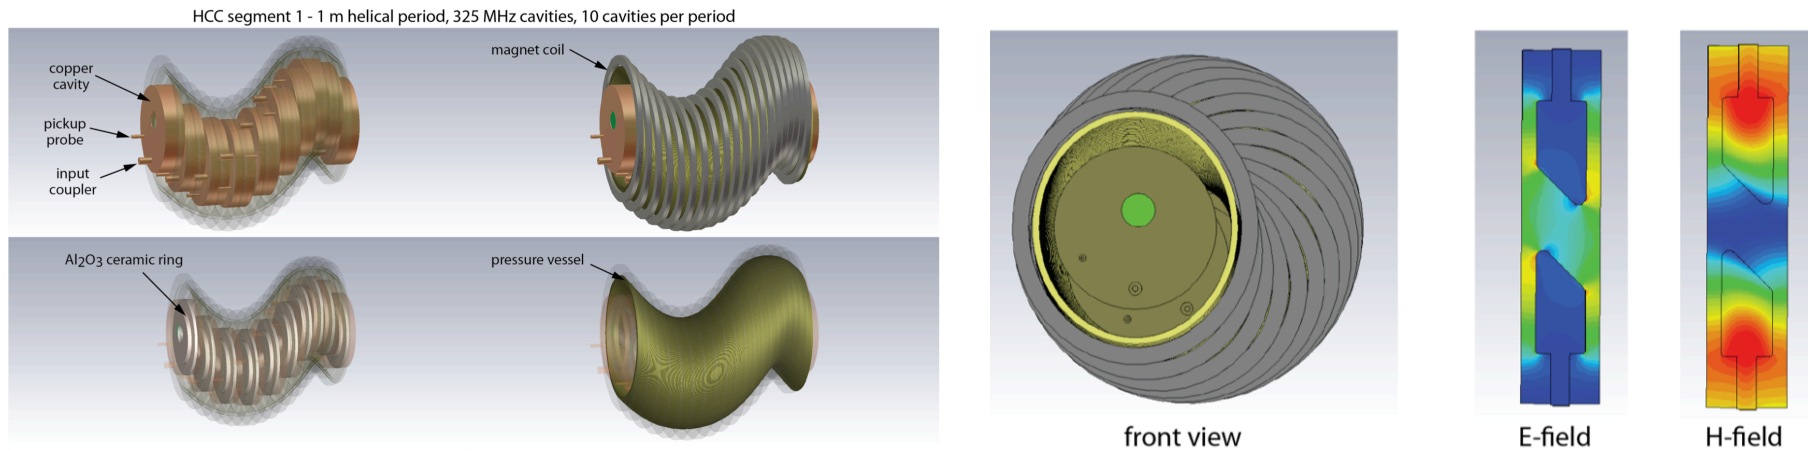 HCC segment 1 - 1 m helical period, 325 MHz cavities, 10 cavities per period
copper
cavity
pickup
probe
input
coupler
magnet coil
Al2O3 ceramic ring
pressure vessel
front view
E-field
H-field